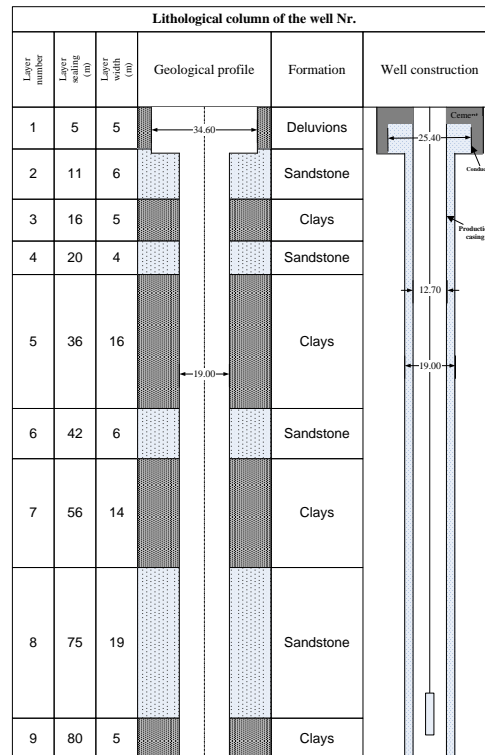 Lithological column of the well Nr.
Layer number
Layer sealing (m)
Layer width (m)
Geological profile
Formation
Well construction
1 5 5 Deluvions
34.60
Cement
25.40
2 11 6 Sandstone
3 16 5 Clays
4 20 4 Sandstone
12.70
5 36 16 Clays
19.00
19.00
6 42 6 Sandstone
7 56 14 Clays
8 75 19 Sandstone
9 80 5 Clays
Conduc
Productio
casing